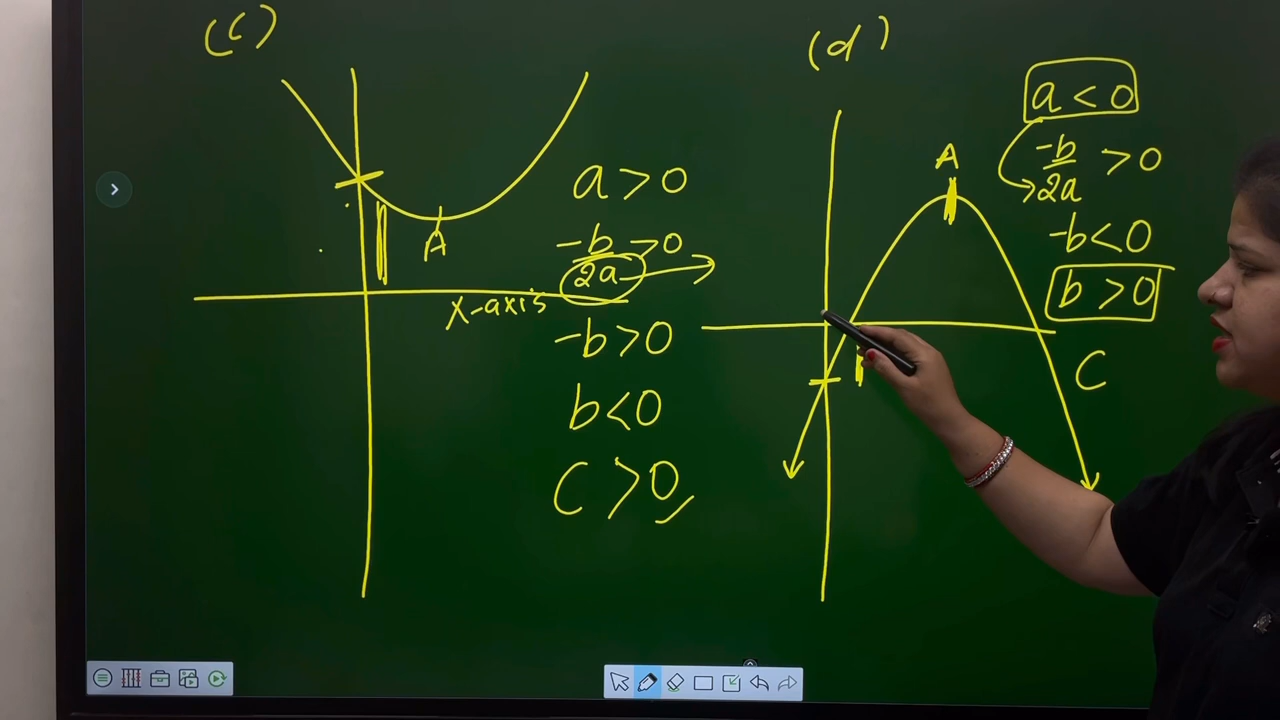 (c)
A
X-axis
a > 0
-b/2a > 0
-b > 0
b < 0
c > 0,
(d)
A
a < 0
-b/2a > 0
-b < 0
b > 0
C